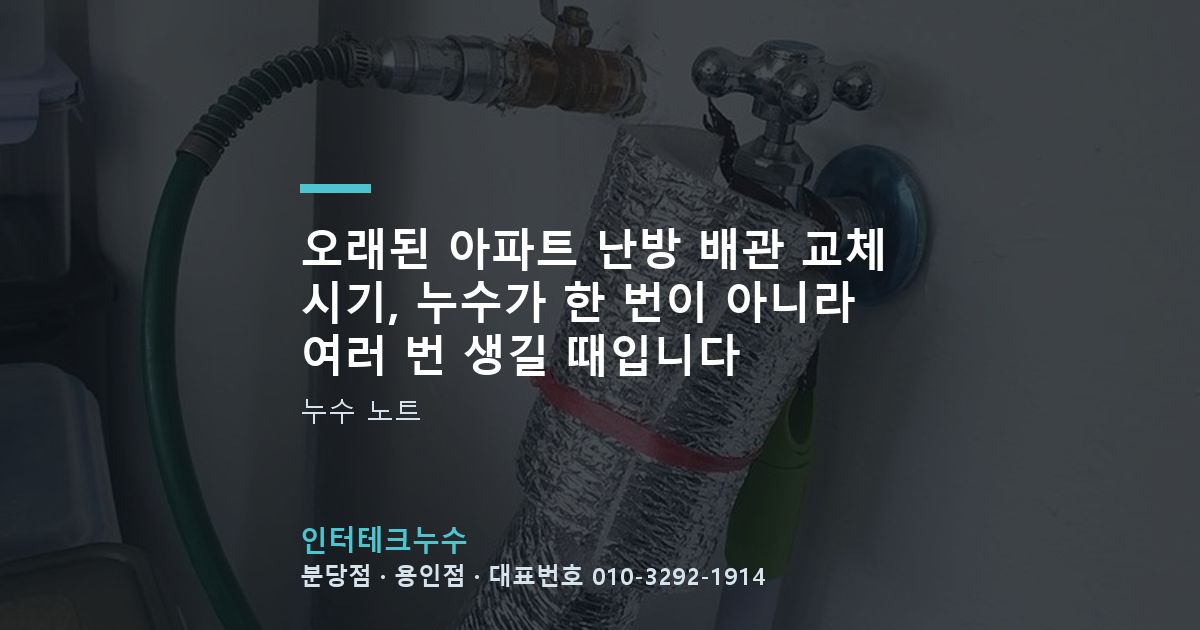 오래된 아파트 난방 배관 교체
시기, 누수가 한 번이 아니라
여러 번 생길 때입니다
누수 노트
인터테크누수
분당점 · 용인점 · 대표번호 010-3292-1914